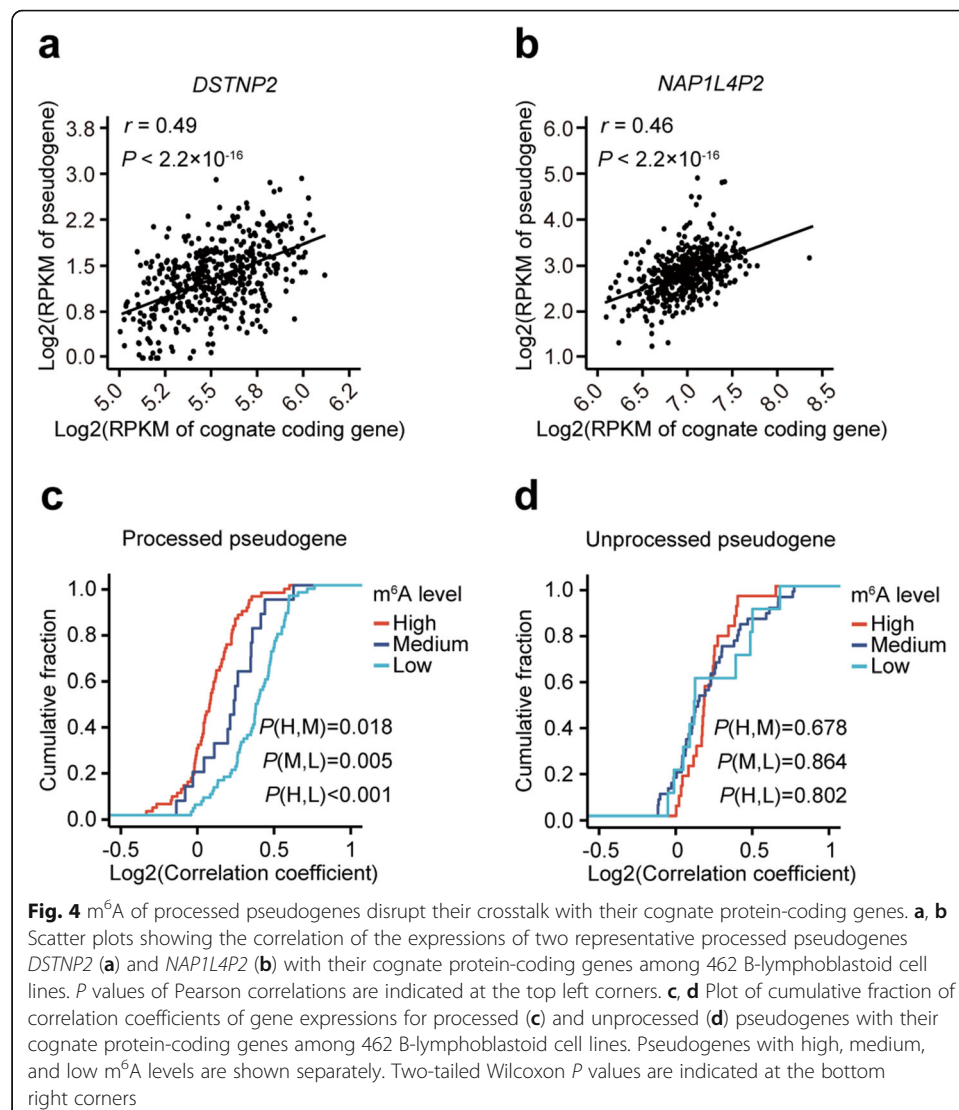 a
b
DSTNP2
NAP1L4P2
r = 0.49
P < 2.2×10⁻¹⁶
Log2(RPKM of pseudogene)
3.8
3.0
2.2
1.5
0.8
0.0
5.0
5.2
5.5
5.8
6.0
6.2
Log2(RPKM of cognate coding gene)
r = 0.46
P < 2.2×10⁻¹⁶
Log2(RPKM of pseudogene)
6.0
5.0
4.0
3.0
2.0
1.0
6.0
6.5
7.0
7.5
8.0
8.5
Log2(RPKM of cognate coding gene)
c
d
Processed pseudogene
Unprocessed pseudogene
Cumulative fraction
1.0
0.8
0.6
0.4
0.2
0
m⁶A level
High
Medium
Low
P(H,M)=0.018
P(M,L)=0.005
P(H,L)<0.001
-0.5
0
0.5
1
Log2(Correlation coefficient)
Cumulative fraction
1.0
0.8
0.6
0.4
0.2
0
m⁶A level
High
Medium
Low
P(H,M)=0.678
P(M,L)=0.864
P(H,L)=0.802
-0.5
0
0.5
1
Log2(Correlation coefficient)
Fig. 4 m⁶A of processed pseudogenes disrupt their crosstalk with their cognate protein-coding genes. a, b
Scatter plots showing the correlation of the expressions of two representative processed pseudogenes
DSTNP2 (a) and NAP1L4P2 (b) with their cognate protein-coding genes among 462 B-lymphoblastoid cell
lines. P values of Pearson correlations are indicated at the top left corners. c, d Plot of cumulative fraction of
correlation coefficients of gene expressions for processed (c) and unprocessed (d) pseudogenes with their
cognate protein-coding genes among 462 B-lymphoblastoid cell lines. Pseudogenes with high, medium,
and low m⁶A levels are shown separately. Two-tailed Wilcoxon P values are indicated at the bottom
right corners